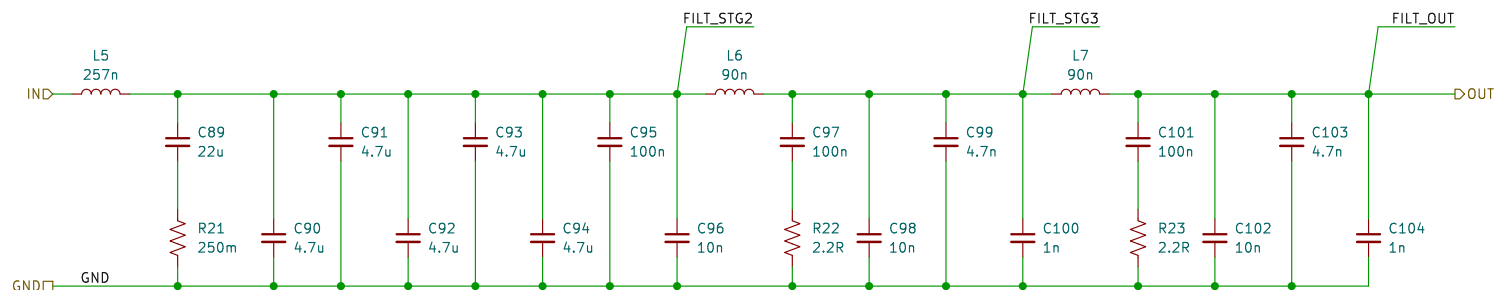 FILT_STG2
FILT_STG3
FILT_OUT
L5
257n
L6
90n
L7
90n
IN
OUT
C89
22u
C91
4.7u
C93
4.7u
C95
100n
C97
100n
C99
4.7n
C101
100n
C103
4.7n
R21
250m
C90
4.7u
C92
4.7u
C94
4.7u
C96
10n
R22
2.2R
C98
10n
C100
1n
R23
2.2R
C102
10n
C104
1n
GND
GND